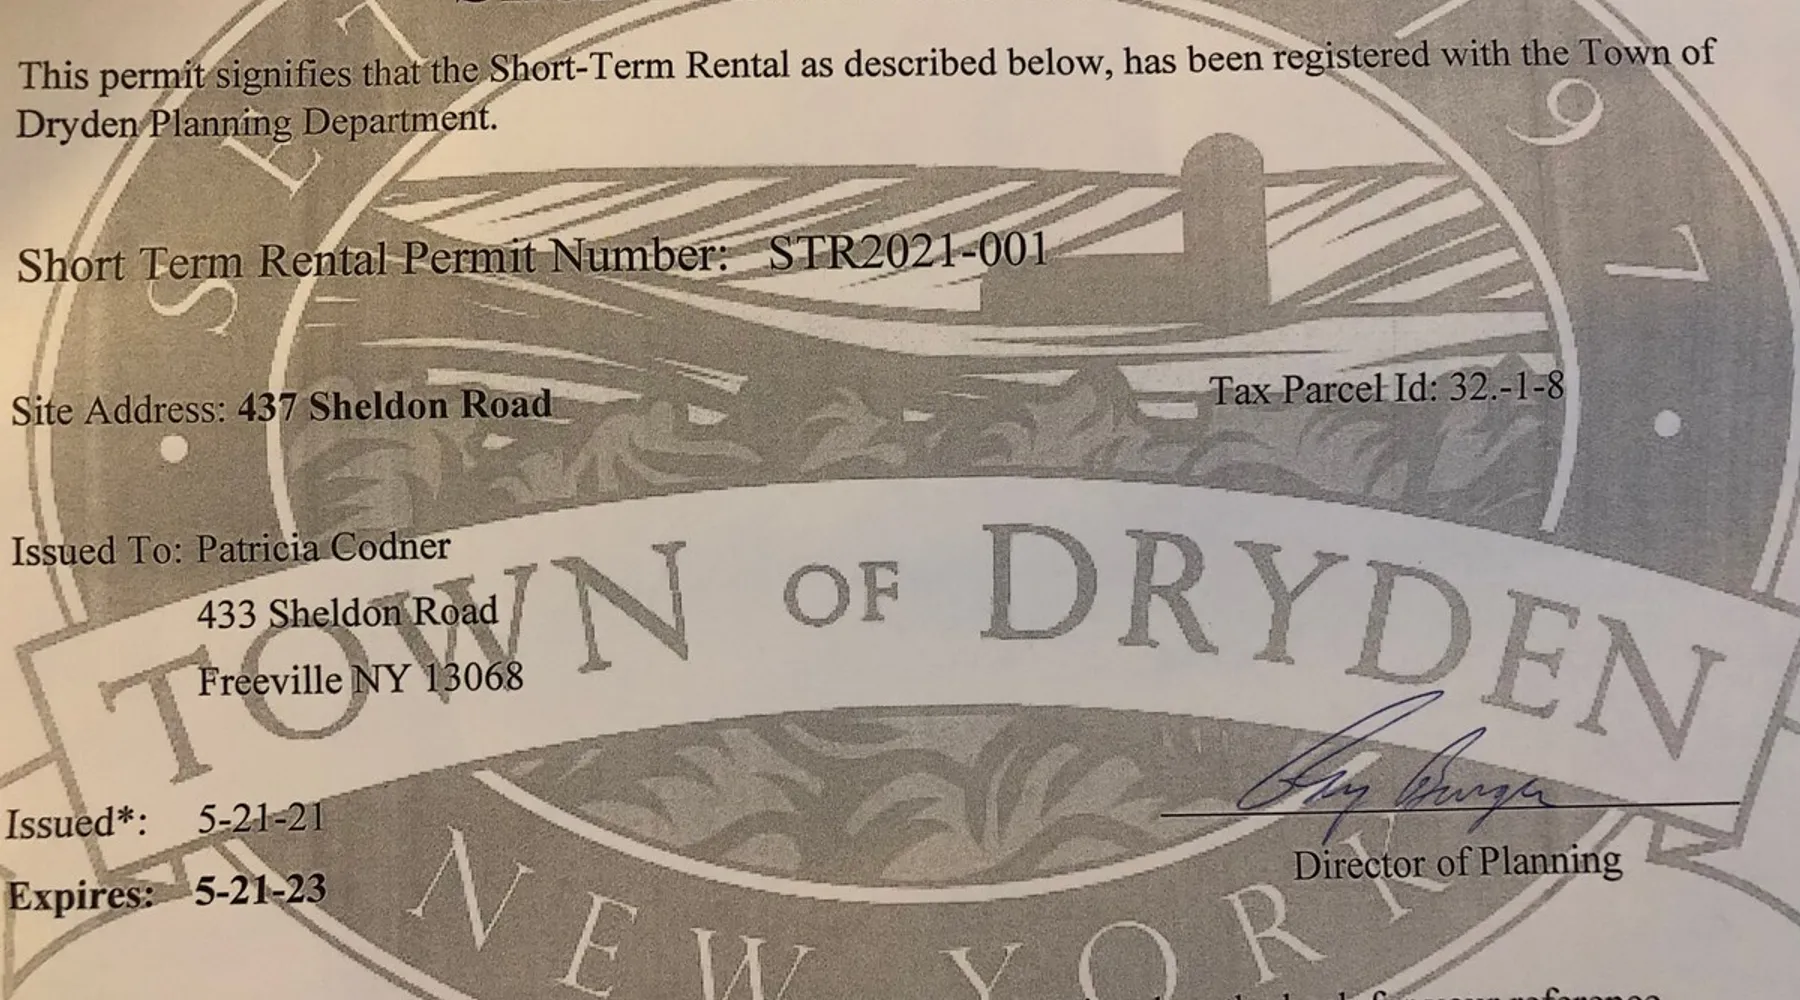 This permit signifies that the Short-Term Rental as described below, has been registered with the Town of
Dryden Planning Department.
Short Term Rental Permit Number: STR2021-001
Site Address: 437 Sheldon Road
Tax Parcel Id: 32.-1-8
Issued To: Patricia Codner
433 Sheldon Road
Freeville NY 13068
Issued*: 5-21-21
Expires: 5-21-23
Director of Planning
TOWN OF DRYDEN
NEW YORK